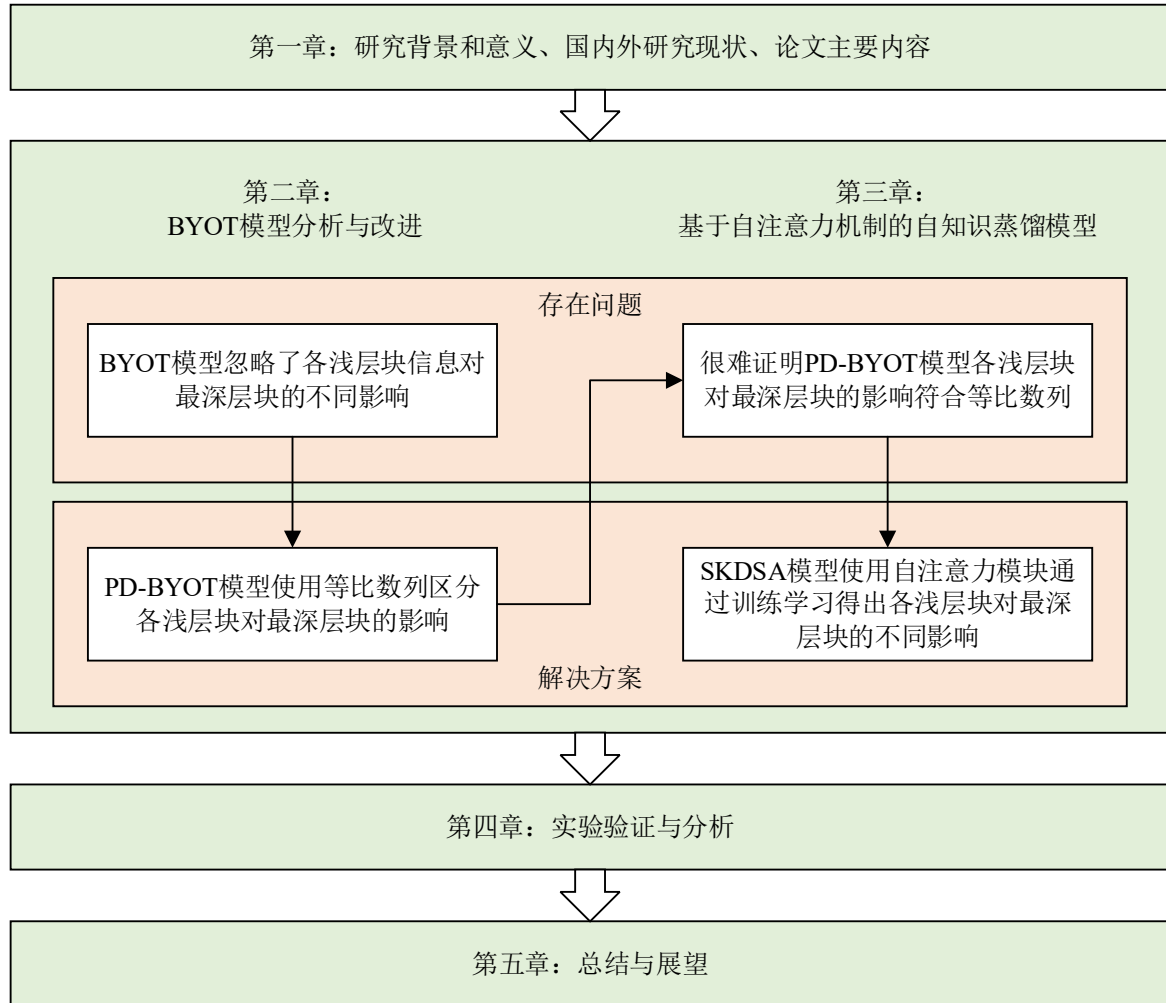 第一章：研究背景和意义、国内外研究现状、论文主要内容
第二章：
BYOT模型分析与改进
第三章：
基于自注意力机制的自知识蒸馏模型
存在问题
BYOT模型忽略了各浅层块信息对
最深层块的不同影响
很难证明PD-BYOT模型各浅层块
对最深层块的影响符合等比数列
PD-BYOT模型使用等比数列区分
各浅层块对最深层块的影响
SKDSA模型使用自注意力模块通
过训练学习得出各浅层块对最深
层块的不同影响
解决方案
第四章：实验验证与分析
第五章：总结与展望